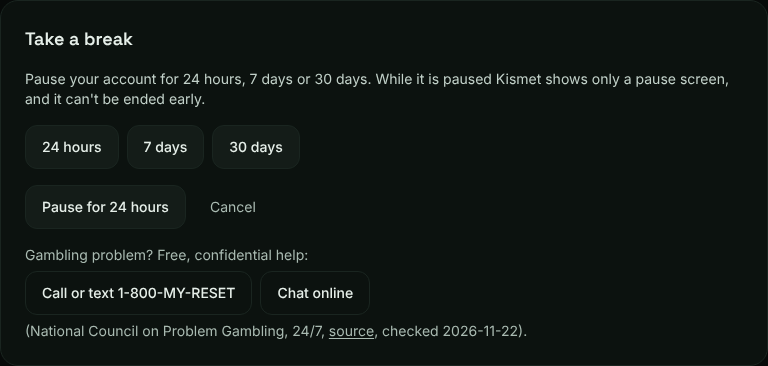 Take a break
Pause your account for 24 hours, 7 days or 30 days. While it is paused Kismet shows only a pause screen,
and it can't be ended early.
24 hours 7 days 30 days
Pause for 24 hours Cancel
Gambling problem? Free, confidential help:
Call or text 1-800-MY-RESET Chat online
(National Council on Problem Gambling, 24/7, source, checked 2026-11-22).